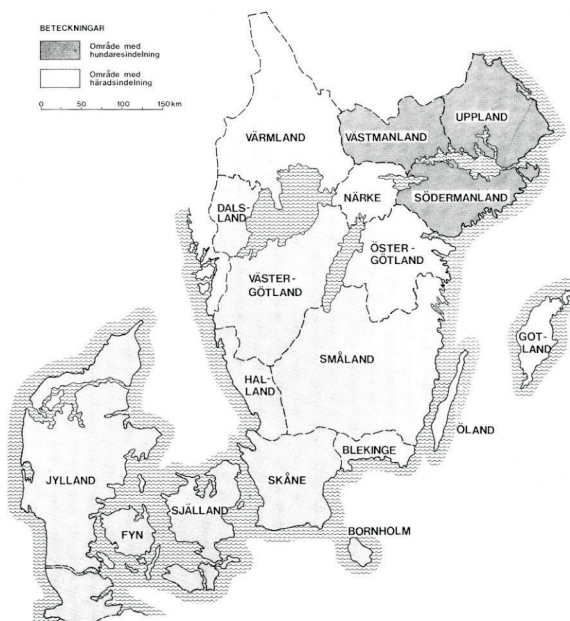 BETECKNINGAR
Område med
hundaresindelning
Område med
häradsindelning
0 50 100 150 km
VÄRMLAND
VÄSTMANLAND
UPPLAND
DALS-
LAND
NÄRKE
SÖDERMANLAND
VÄSTER-
GÖTLAND
ÖSTER-
GÖTLAND
GOT-
LAND
SMÅLAND
HAL-
LAND
ÖLAND
BLEKINGE
SKÅNE
JYLLAND
SJÄLLAND
FYN
BORNHOLM